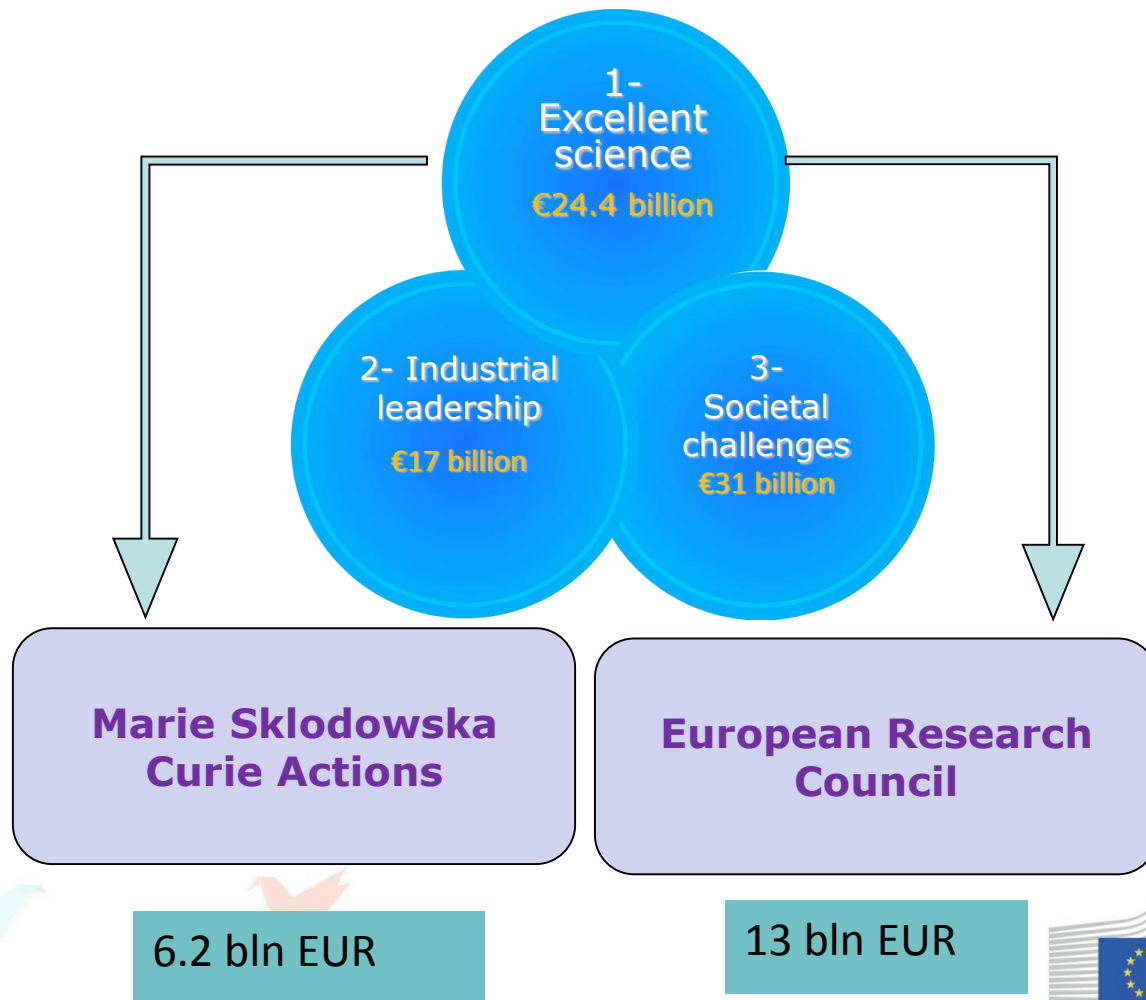 1-
Excellent
science
€24.4 billion
2- Industrial
leadership
€17 billion
3-
Societal
challenges
€31 billion
Marie Sklodowska
Curie Actions
European Research
Council
6.2 bln EUR
13 bln EUR